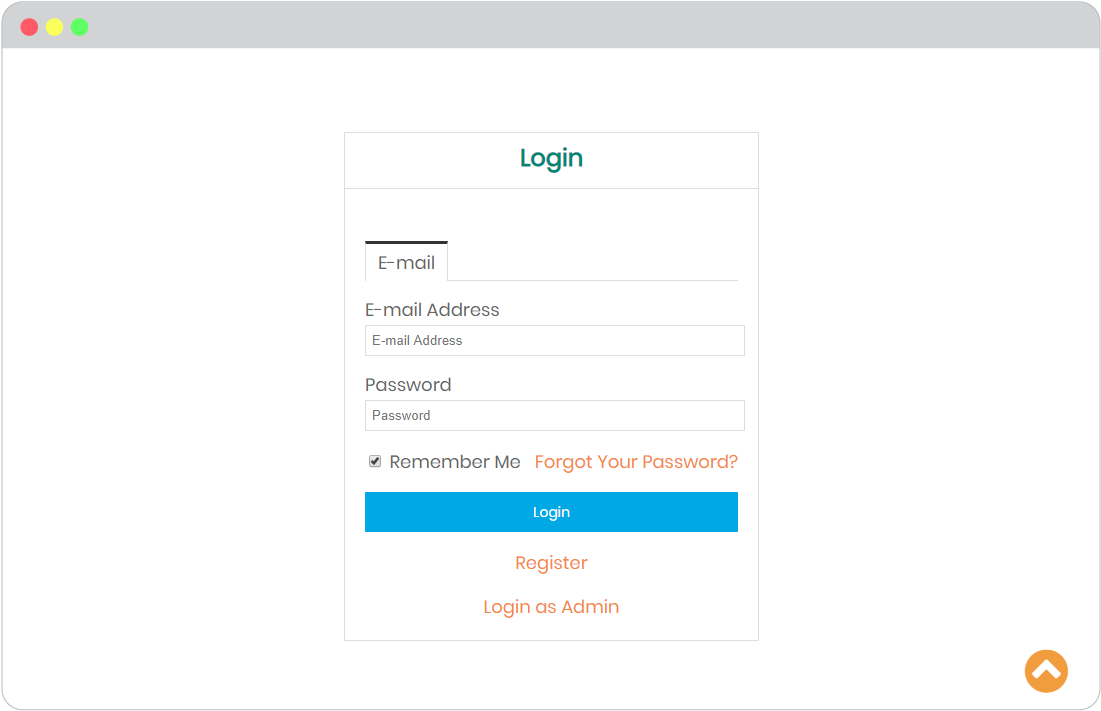 Login
E-mail
E-mail Address
E-mail Address
Password
Password
Remember Me Forgot Your Password?
Login
Register
Login as Admin